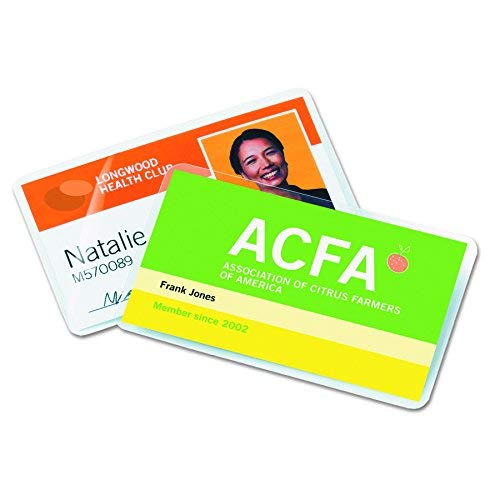 LONGWOOD
HEALTH CLUB
Natalie
M570089
ACFA
ASSOCIATION OF CITRUS FARMERS
OF AMERICA
Frank Jones
Member since 2002